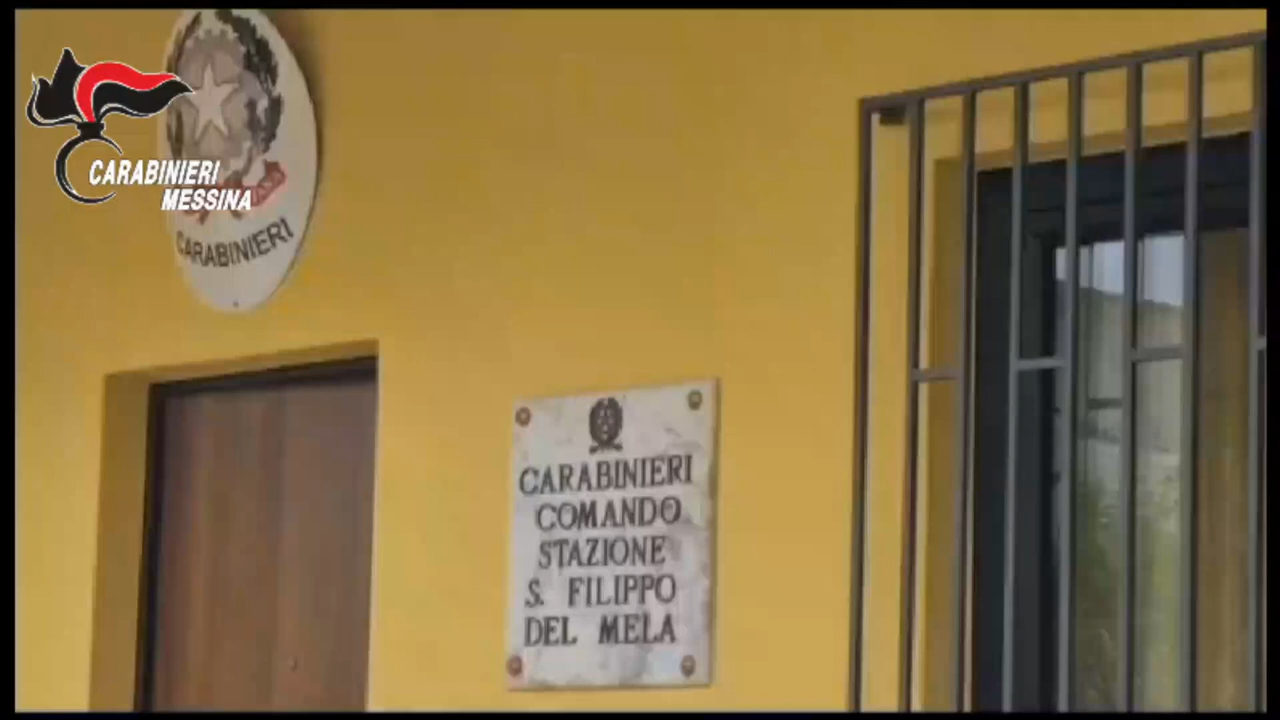 CARABINIERI
MESSINA
CARABINIERI
CARABINIERI
COMANDO
STAZIONE
S. FILIPPO
DEL MELA